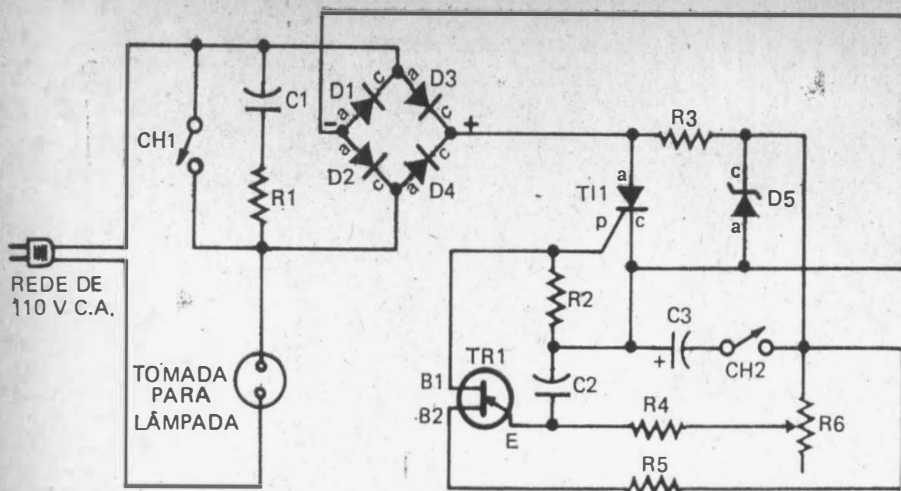 a
c
D1
D3
C1
CH1
-
+
R3
D2
D4
a
c
a
c
a
c
R1
a
TI1
c
D5
p
c
a
REDE DE
110 V C.A.
R2
C3
+
CH2
TR1
TOMADA
PARA
LÂMPADA
B1
B2
C2
E
R4
R6
R5